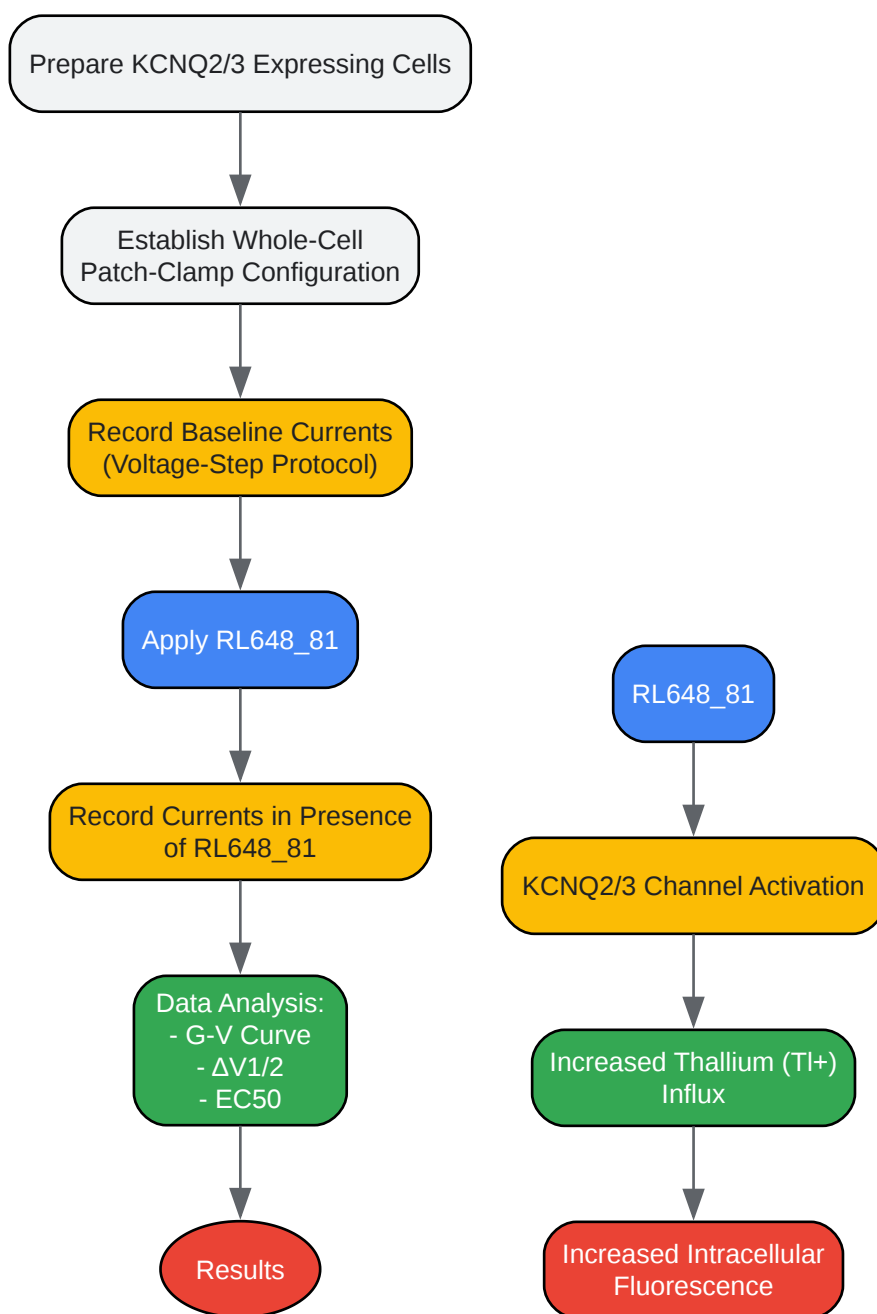 Prepare KCNQ2/3 Expressing Cells
Establish Whole-Cell
Patch-Clamp Configuration
Record Baseline Currents
(Voltage-Step Protocol)
Apply RL648_81
Record Currents in Presence
of RL648_81
Data Analysis:
- G-V Curve
- ΔV1/2
- EC50
Results
RL648_81
KCNQ2/3 Channel Activation
Increased Thallium (Tl+)
Influx
Increased Intracellular
Fluorescence